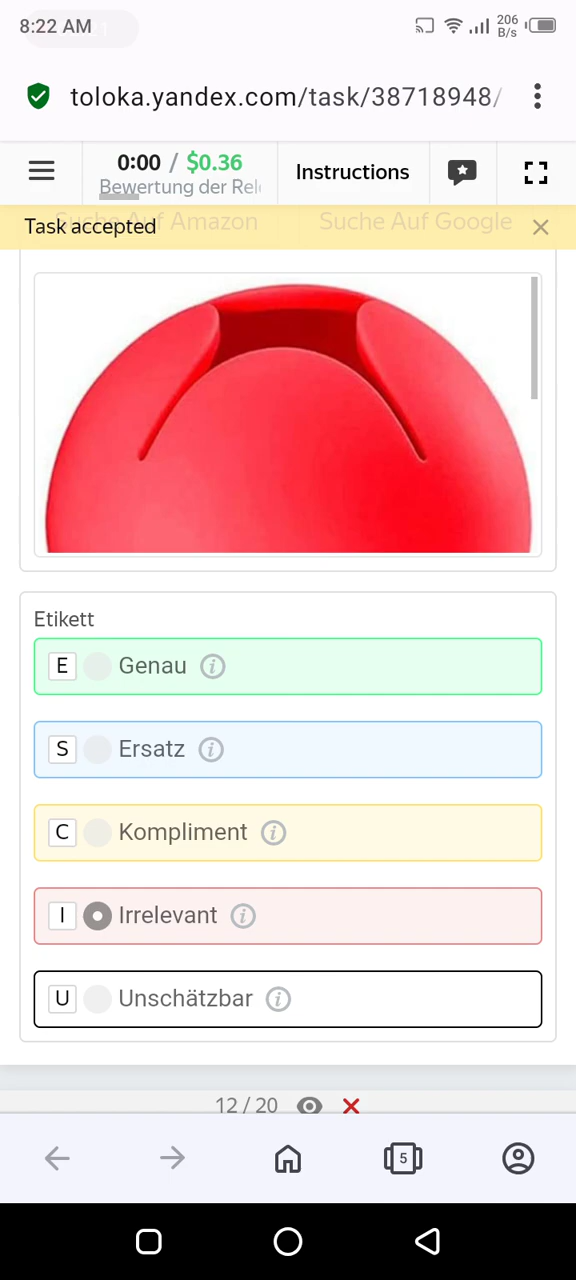 8:22 AM
206
B/s
toloka.yandex.com/task/38718948/
0:00 / $0.36
Bewertung der Rel
Instructions
Suche Auf Amazon
Suche Auf Google
Task accepted
Etikett
E Genau i
S Ersatz i
C Kompliment i
I Irrelevant i
U Unschätzbar i
12 / 20
5